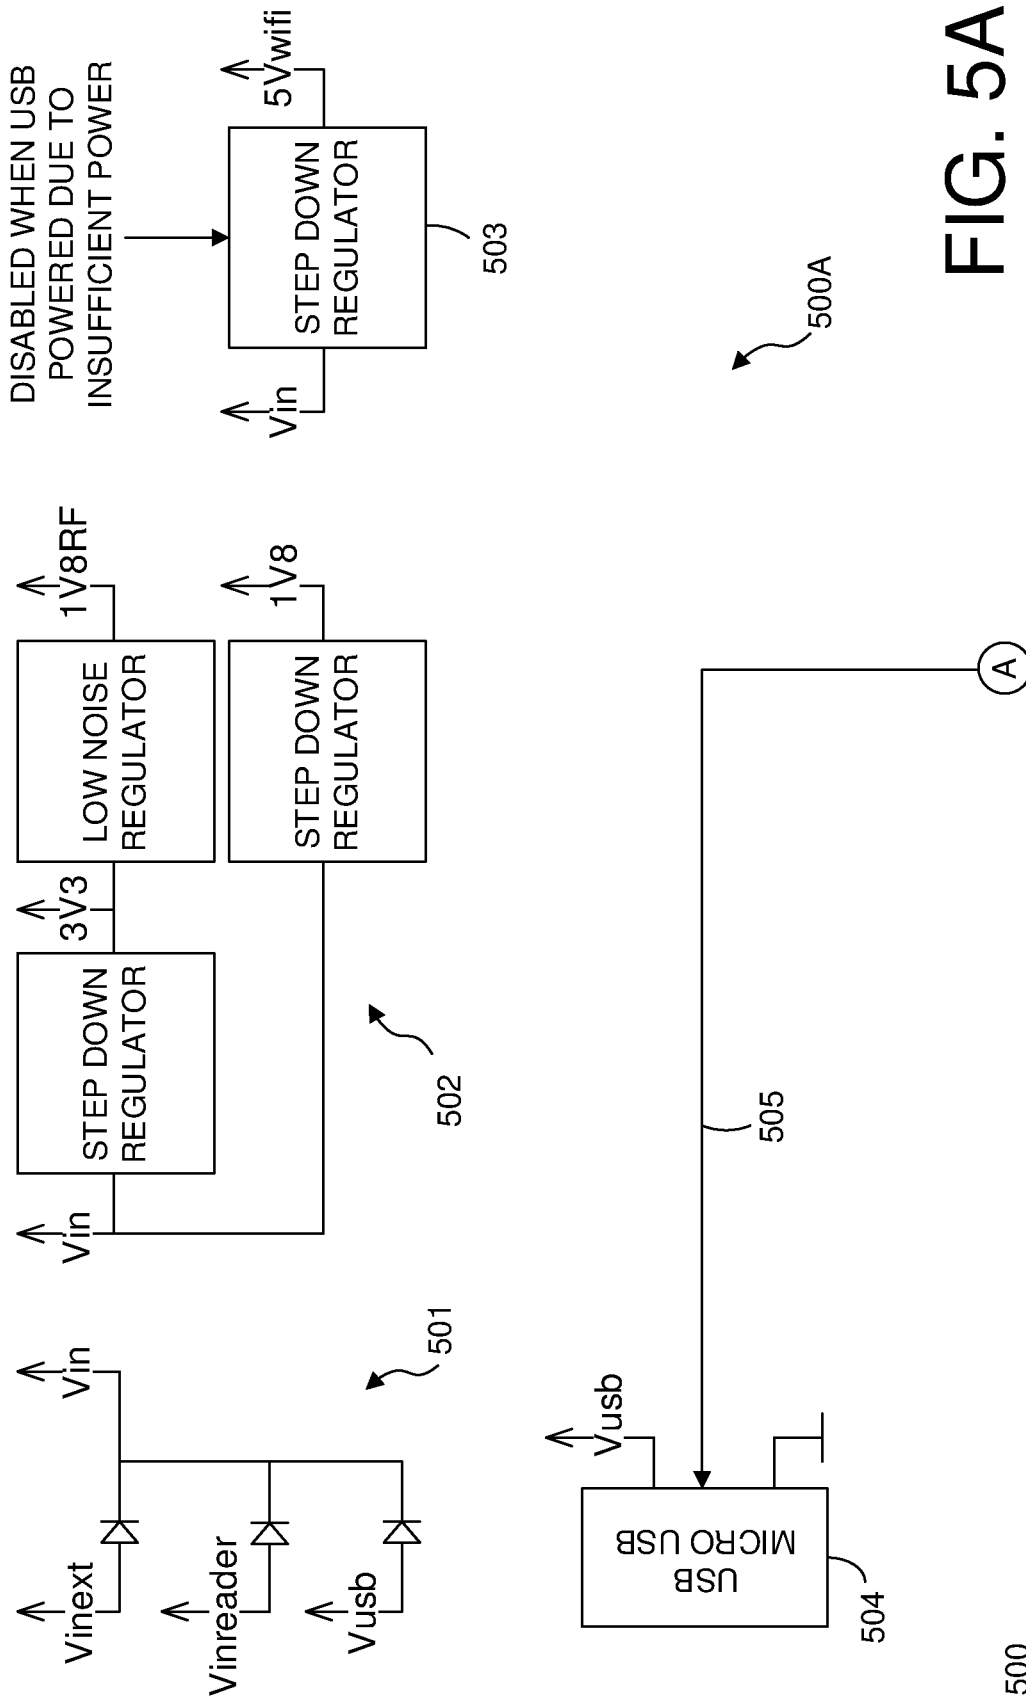 Vinext
Vinreader
Vusb
Vin
501
Vin
STEP DOWN
REGULATOR
3V3
LOW NOISE
REGULATOR
1V8RF
STEP DOWN
REGULATOR
1V8
502
DISABLED WHEN USB
POWERED DUE TO
INSUFFICIENT POWER
Vin
STEP DOWN
REGULATOR
5Vwifi
503
500A
USB
MICRO USB
504
Vusb
505
A
500
FIG. 5A